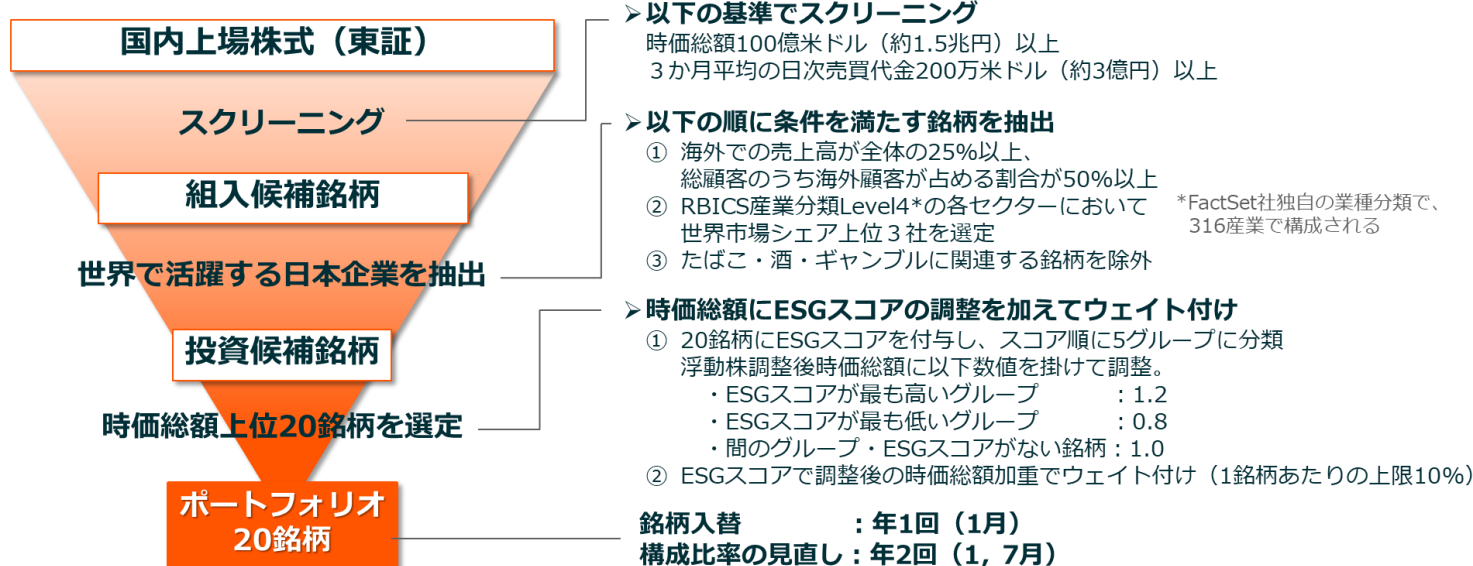 国内上場株式（東証）
スクリーニング
組入候補銘柄
世界で活躍する日本企業を抽出
投資候補銘柄
時価総額上位20銘柄を選定
ポートフォリオ
20銘柄
➢以下の基準でスクリーニング
時価総額100億米ドル（約1.5兆円）以上
３か月平均の日次売買代金200万米ドル（約3億円）以上
➢以下の順に条件を満たす銘柄を抽出
① 海外での売上高が全体の25%以上、
総顧客のうち海外顧客が占める割合が50%以上
② RBICS産業分類Level4*の各セクターにおいて
世界市場シェア上位３社を選定
③ たばこ・酒・ギャンブルに関連する銘柄を除外
*FactSet社独自の業種分類で、
316産業で構成される
➢時価総額にESGスコアの調整を加えてウェイト付け
① 20銘柄にESGスコアを付与し、スコア順に5グループに分類
浮動株調整後時価総額に以下数値を掛けて調整。
・ESGスコアが最も高いグループ　　　：1.2
・ESGスコアが最も低いグループ　　　：0.8
・間のグループ・ESGスコアがない銘柄：1.0
② ESGスコアで調整後の時価総額加重でウェイト付け（1銘柄あたりの上限10%）
銘柄入替　　　　：年1回（1月）
構成比率の見直し：年2回（1, 7月）